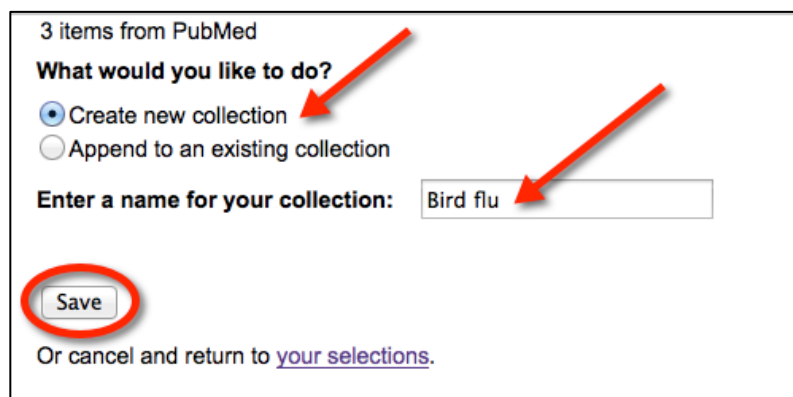 3 items from PubMed
What would you like to do?
Create new collection
Append to an existing collection
Enter a name for your collection: Bird flu
Save
Or cancel and return to your selections.